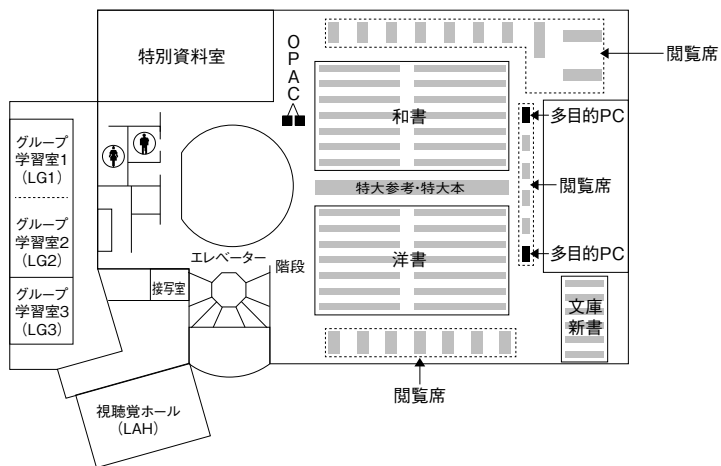 特別資料室
OPAC
閲覧席
和書
多目的PC
グループ
学習室1
(LG1)
特大参考・特大本
閲覧席
グループ
学習室2
(LG2)
洋書
多目的PC
エレベーター
階段
接写室
グループ
学習室3
(LG3)
文庫
新書
閲覧席
視聴覚ホール
(LAH)